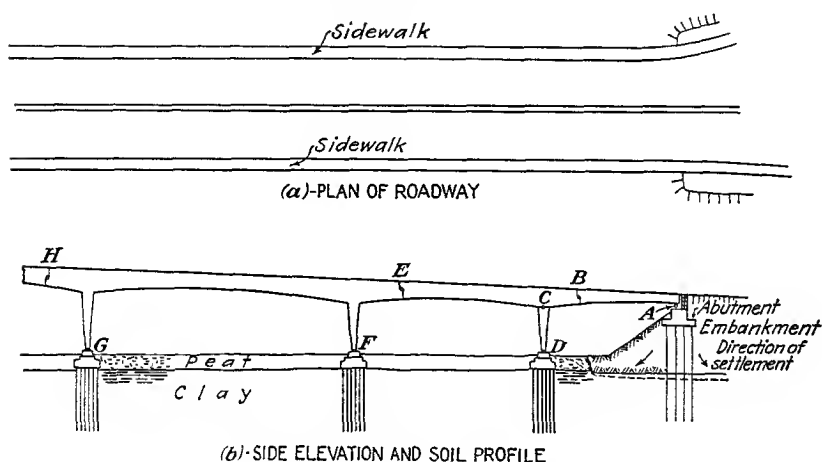 Sidewalk
Sidewalk
(a)-PLAN OF ROADWAY
H
E
B
C
A
Abutment
Embankment
Direction of
settlement
G
Peat
F
D
Clay
(b)-SIDE ELEVATION AND SOIL PROFILE